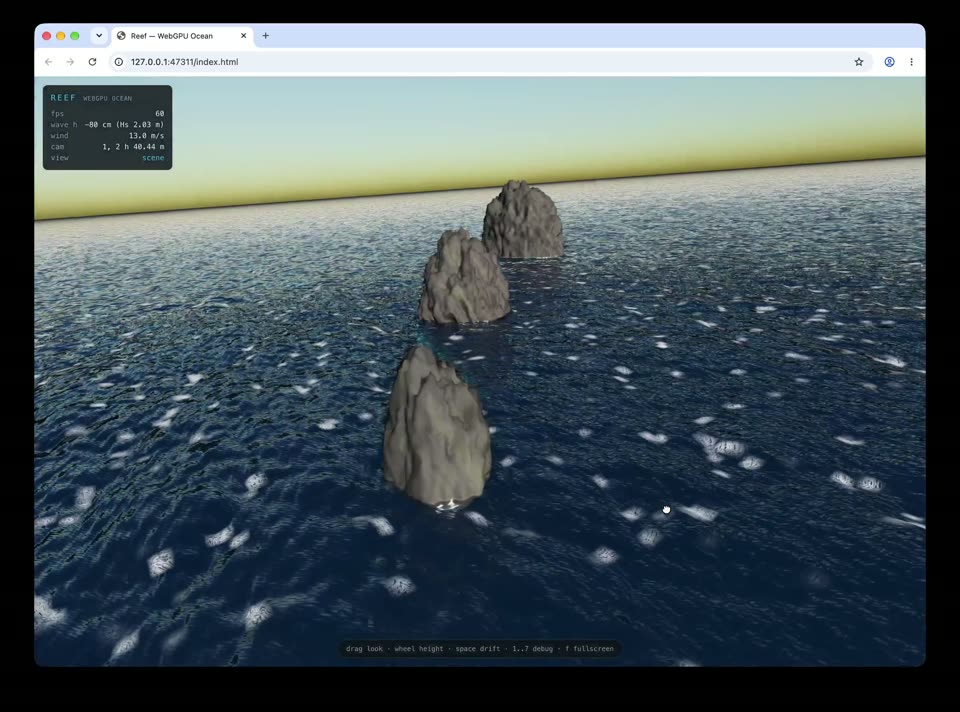 Reef — WebGPU Ocean
127.0.0.1:47311/index.html
REEF WEBGPU OCEAN
fps 60
wave h −80 cm (Hs 2.03 m)
wind 13.0 m/s
cam 1, 2 h 40.44 m
view scene
drag look · wheel height · space drift · 1..7 debug · f fullscreen